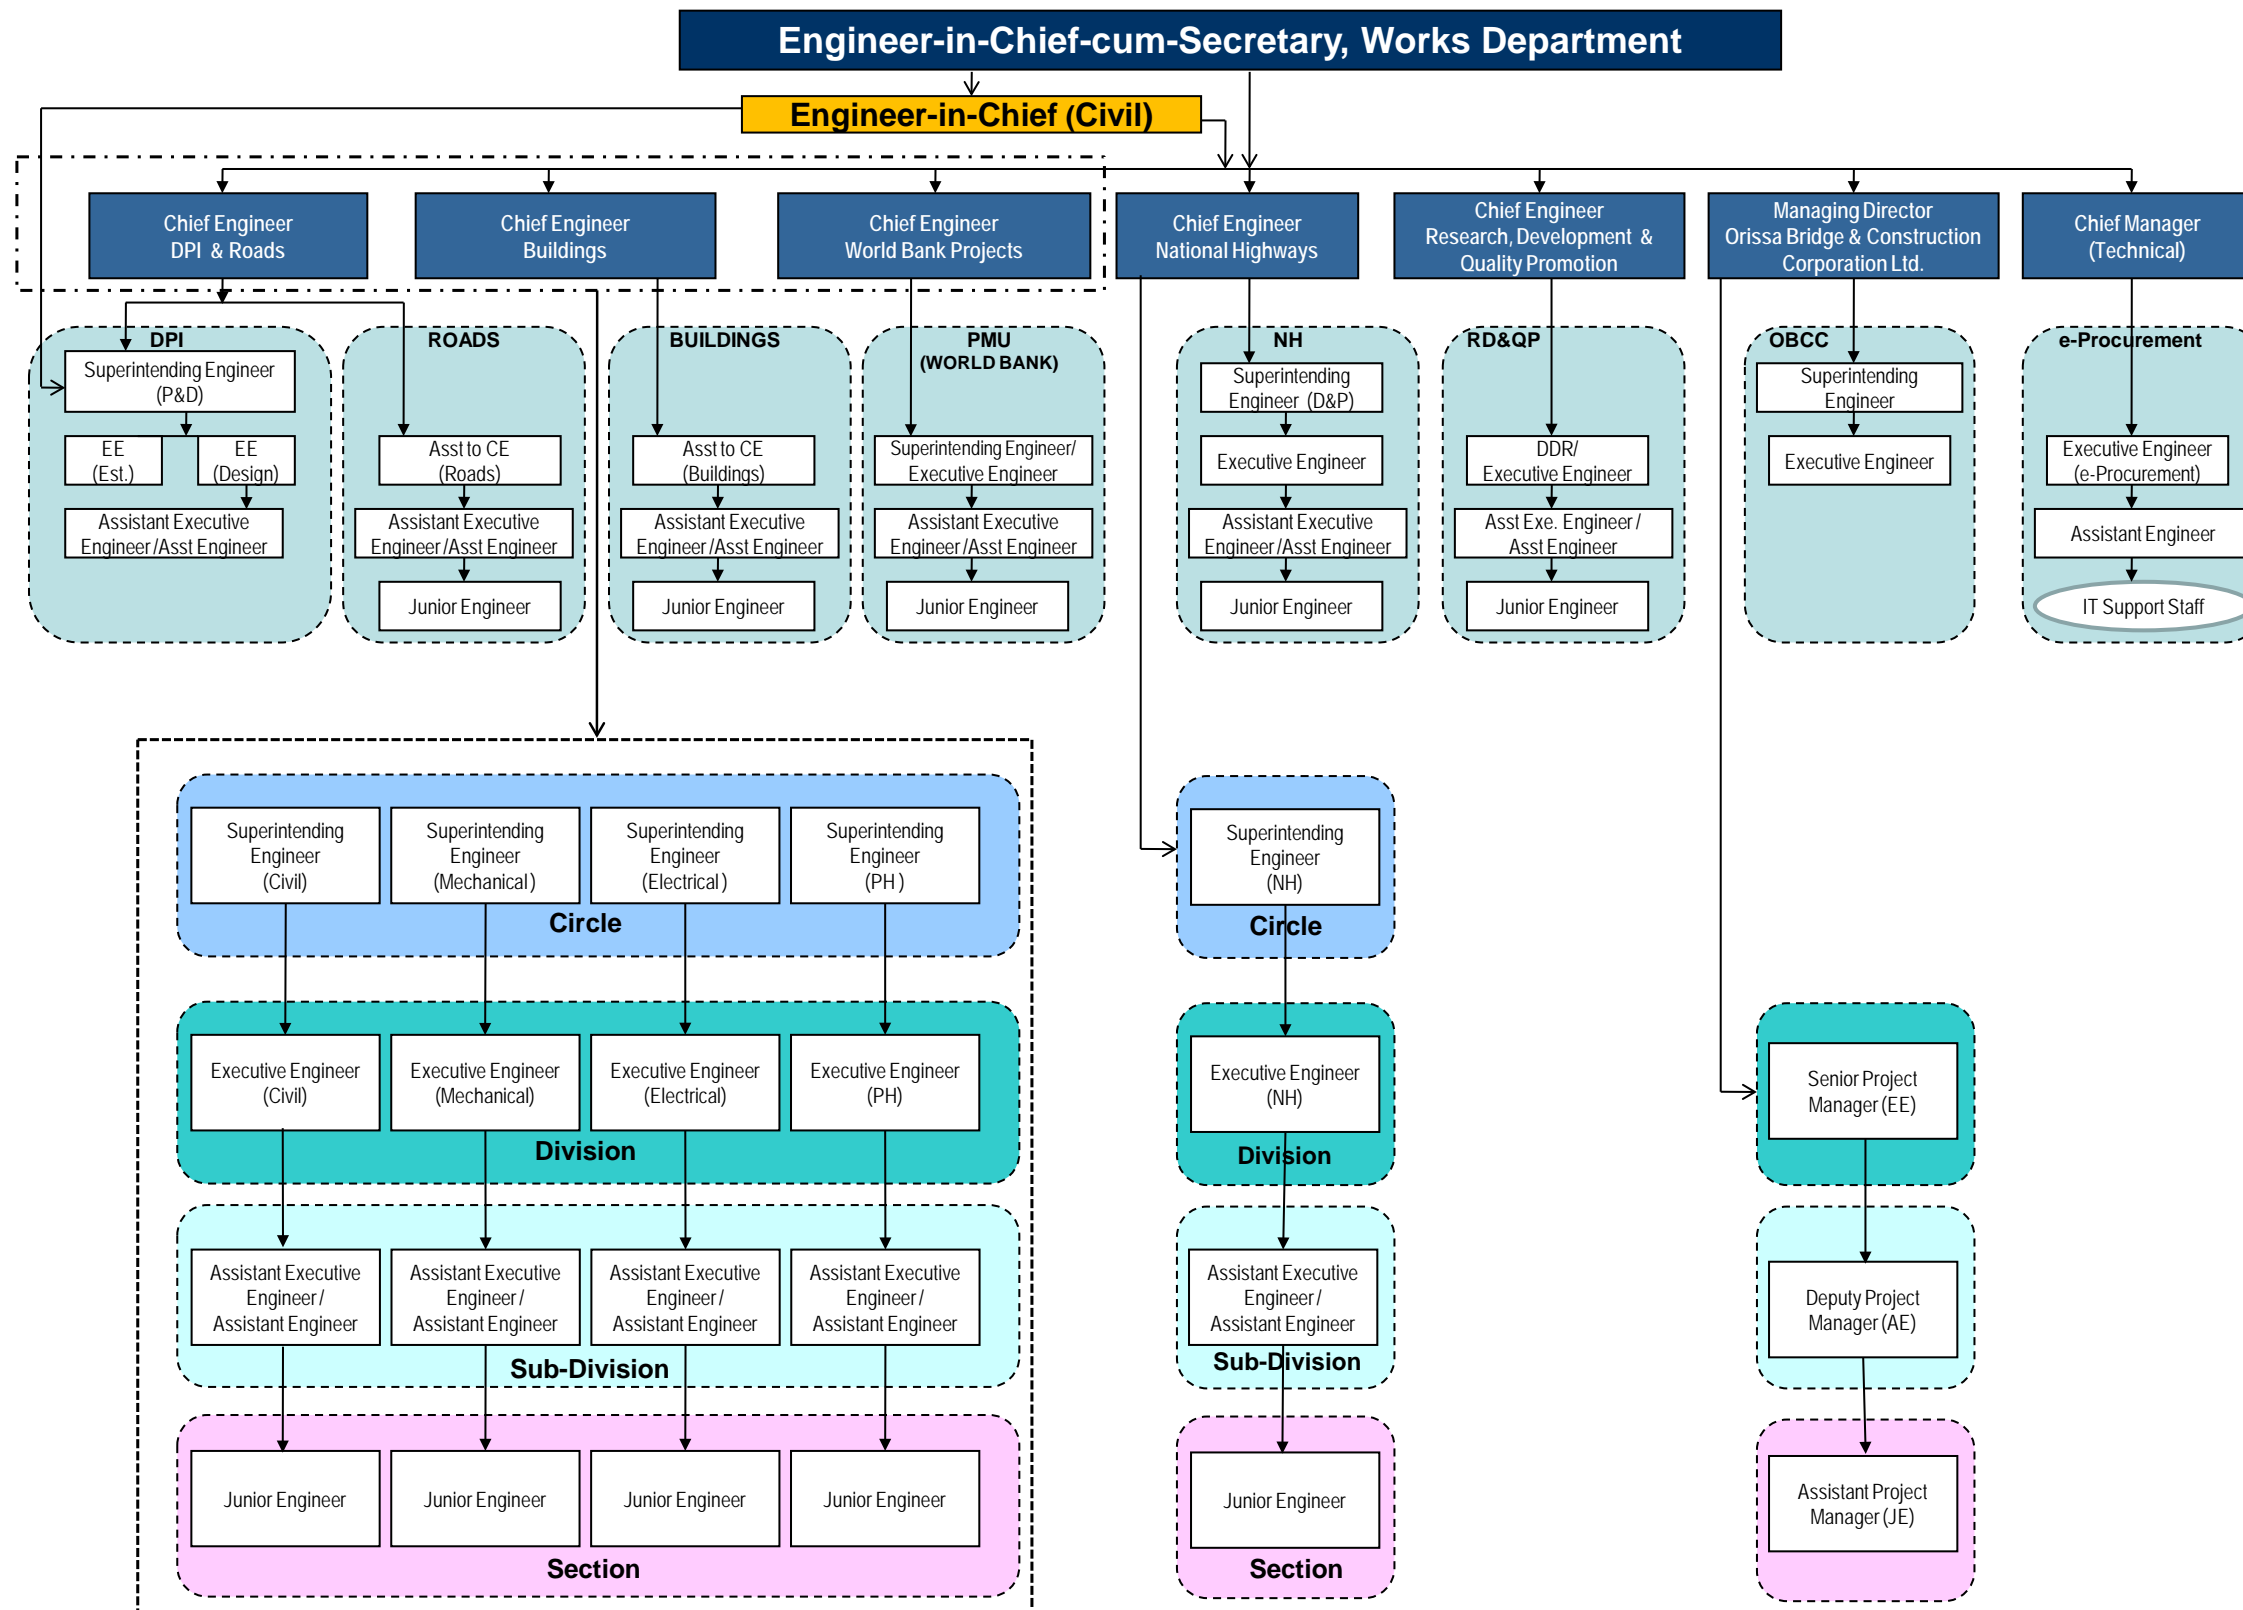 Engineer-in-Chief-cum-Secretary, Works Department
Engineer-in-Chief (Civil)
Chief Engineer
DPI & Roads
Chief Engineer
Buildings
Chief Engineer
World Bank Projects
Chief Engineer
National Highways
Chief Engineer
Research, Development &
Quality Promotion
Managing Director
Orissa Bridge & Construction
Corporation Ltd.
Chief Manager
(Technical)
DPI
Superintending Engineer
(P&D)
EE
(Est.)
EE
(Design)
Assistant Executive
Engineer/Asst Engineer
ROADS
Asst to CE
(Roads)
Assistant Executive
Engineer/Asst Engineer
Junior Engineer
BUILDINGS
Asst to CE
(Buildings)
Assistant Executive
Engineer/Asst Engineer
Junior Engineer
PMU
(WORLD BANK)
Superintending Engineer/
Executive Engineer
Assistant Executive
Engineer/Asst Engineer
Junior Engineer
NH
Superintending
Engineer (D&P)
Executive Engineer
Assistant Executive
Engineer/Asst Engineer
Junior Engineer
RD&QP
DDR/
Executive Engineer
Asst Exe. Engineer /
Asst Engineer
Junior Engineer
OBCC
Superintending
Engineer
Executive Engineer
e-Procurement
Executive Engineer
(e-Procurement)
Assistant Engineer
IT Support Staff
Superintending
Engineer
(Civil)
Superintending
Engineer
(Mechanical)
Superintending
Engineer
(Electrical)
Superintending
Engineer
(PH)
Circle
Executive Engineer
(Civil)
Executive Engineer
(Mechanical)
Executive Engineer
(Electrical)
Executive Engineer
(PH)
Division
Assistant Executive
Engineer /
Assistant Engineer
Assistant Executive
Engineer /
Assistant Engineer
Assistant Executive
Engineer /
Assistant Engineer
Assistant Executive
Engineer /
Assistant Engineer
Sub-Division
Junior Engineer
Junior Engineer
Junior Engineer
Junior Engineer
Section
Superintending
Engineer
(NH)
Circle
Executive Engineer
(NH)
Division
Assistant Executive
Engineer /
Assistant Engineer
Sub-Division
Junior Engineer
Section
Senior Project
Manager (EE)
Deputy Project
Manager (AE)
Assistant Project
Manager (JE)